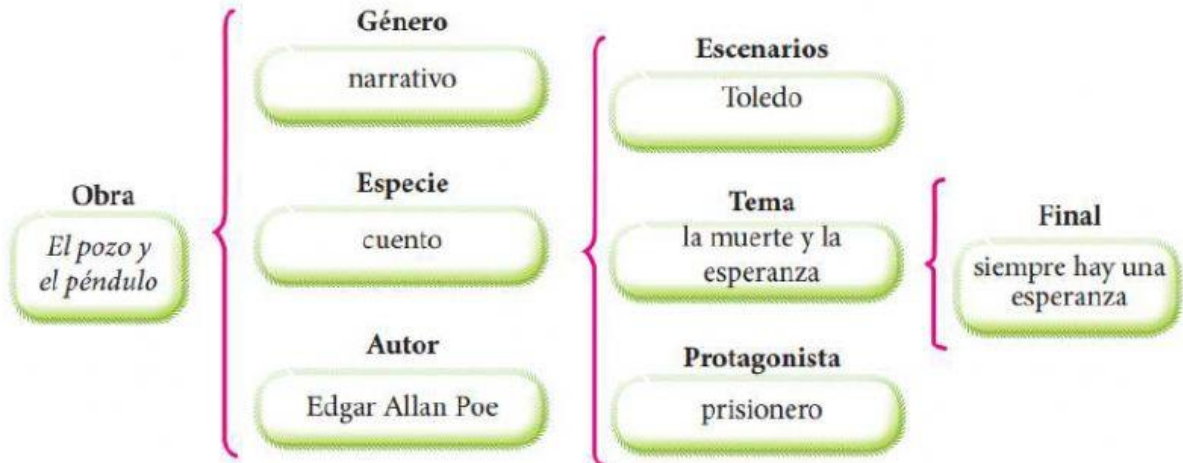 Obra
El pozo y
el péndulo
Género
narrativo
Especie
cuento
Autor
Edgar Allan Poe
Escenarios
Toledo
Tema
la muerte y la
esperanza
Protagonista
prisionero
Final
siempre hay una
esperanza